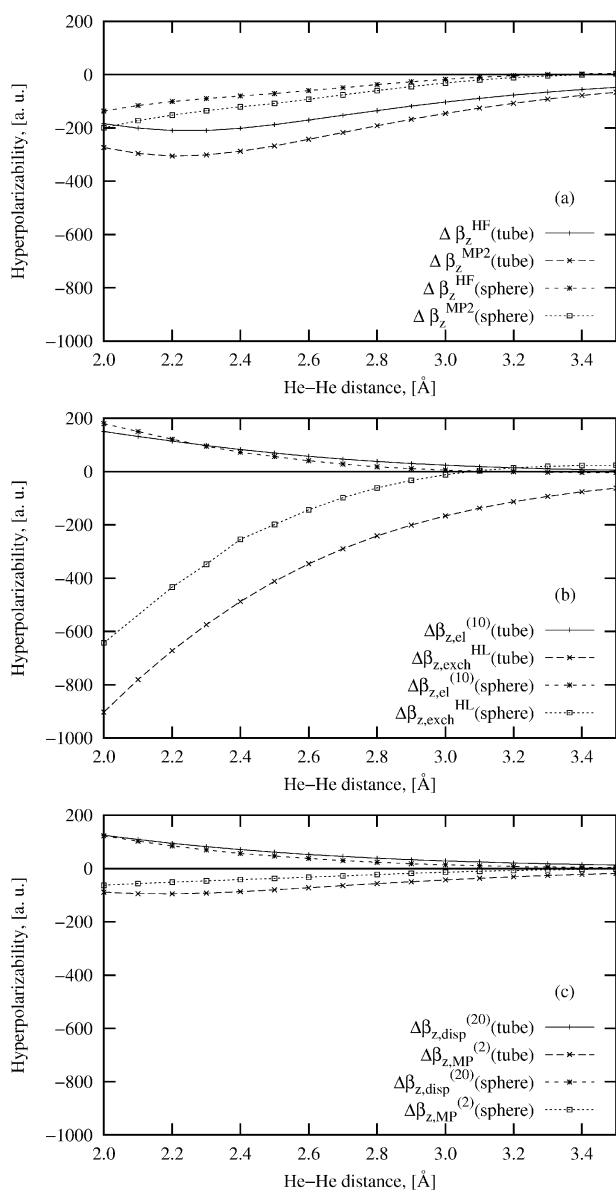 200
0
−200
−400
−600
−800
−1000
Hyperpolarizability, [a. u.]
(a)
Δ β_z^HF(tube)
Δ β_z^MP2(tube)
Δ β_z^HF(sphere)
Δ β_z^MP2(sphere)
2.0 2.2 2.4 2.6 2.8 3.0 3.2 3.4
He−He distance, [Å]
200
0
−200
−400
−600
−800
−1000
Hyperpolarizability, [a. u.]
(b)
Δβ_z,el^(10)(tube)
Δβ_z,exch^HL(tube)
Δβ_z,el^(10)(sphere)
Δβ_z,exch^HL(sphere)
2.0 2.2 2.4 2.6 2.8 3.0 3.2 3.4
He−He distance, [Å]
200
0
−200
−400
−600
−800
−1000
Hyperpolarizability, [a. u.]
(c)
Δβ_z,disp^(20)(tube)
Δβ_z,MP^(2)(tube)
Δβ_z,disp^(20)(sphere)
Δβ_z,MP^(2)(sphere)
2.0 2.2 2.4 2.6 2.8 3.0 3.2 3.4
He−He distance, [Å]